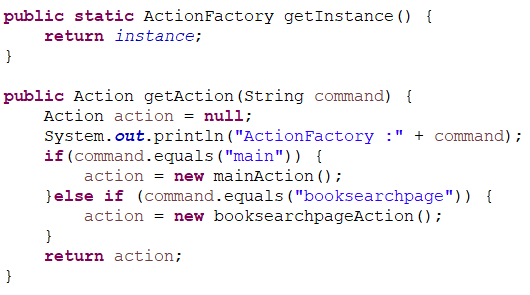 public static ActionFactory getInstance() {
    return instance;
}

public Action getAction(String command) {
    Action action = null;
    System.out.println("ActionFactory :" + command);
    if(command.equals("main")) {
        action = new mainAction();
    }else if (command.equals("booksearchpage")) {
        action = new booksearchpageAction();
    }
    return action;
}